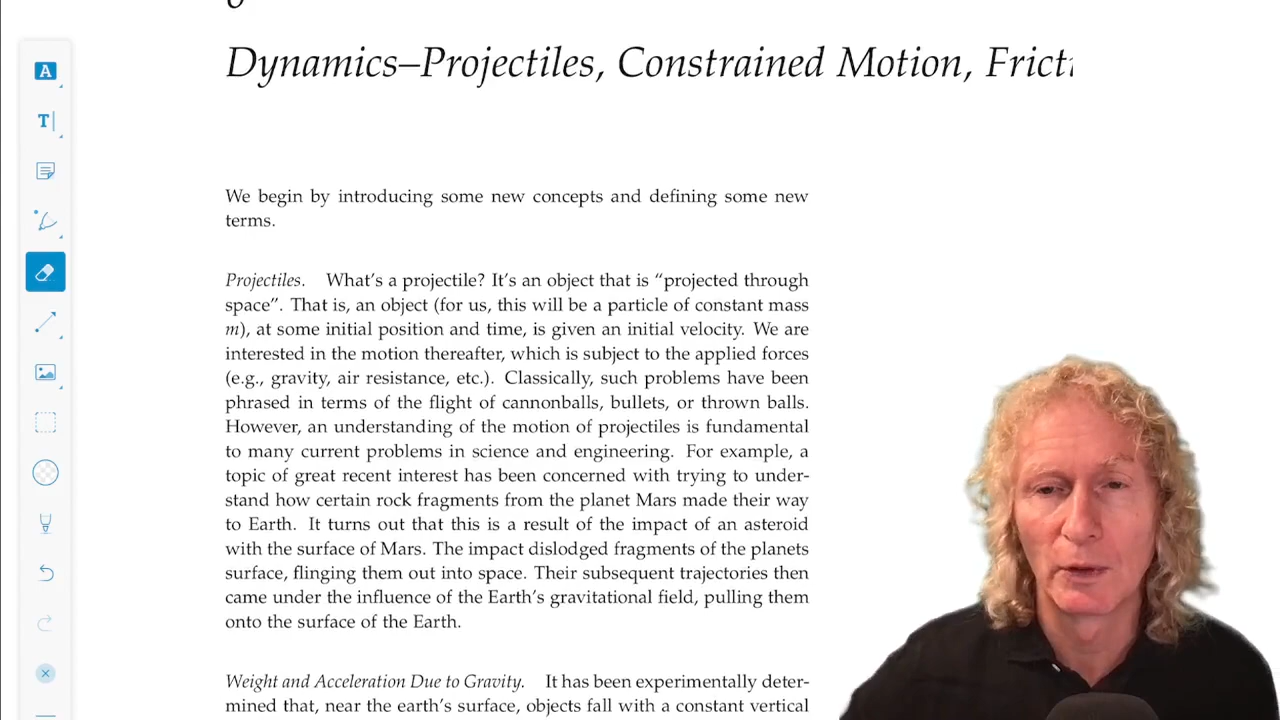 Dynamics–Projectiles, Constrained Motion,
We begin by introducing some new concepts and defining some new
terms.
Projectiles. What's a projectile? It's an object that is “projected through
space”. That is, an object (for us, this will be a particle of constant mass
m), at some initial position and time, is given an initial velocity. We are
interested in the motion thereafter, which is subject to the applied forces
(e.g., gravity, air resistance, etc.). Classically, such problems have been
phrased in terms of the flight of cannonballs, bullets, or thrown balls.
However, an understanding of the motion of projectiles is fundamental
to many current problems in science and engineering. For example, a
topic of great recent interest has been concerned with trying to under-
stand how certain rock fragments from the planet Mars made their way
to Earth. It turns out that this is a result of the impact of an asteroid
with the surface of Mars. The impact dislodged fragments of the planets
surface, flinging them out into space. Their subsequent trajectories then
came under the influence of the Earth's gravitational field, pulling them
onto the surface of the Earth.
Weight and Acceleration Due to Gravity. It has been experimentally deter-
mined that, near the earth's surface, objects fall with a constant vertical
A
T